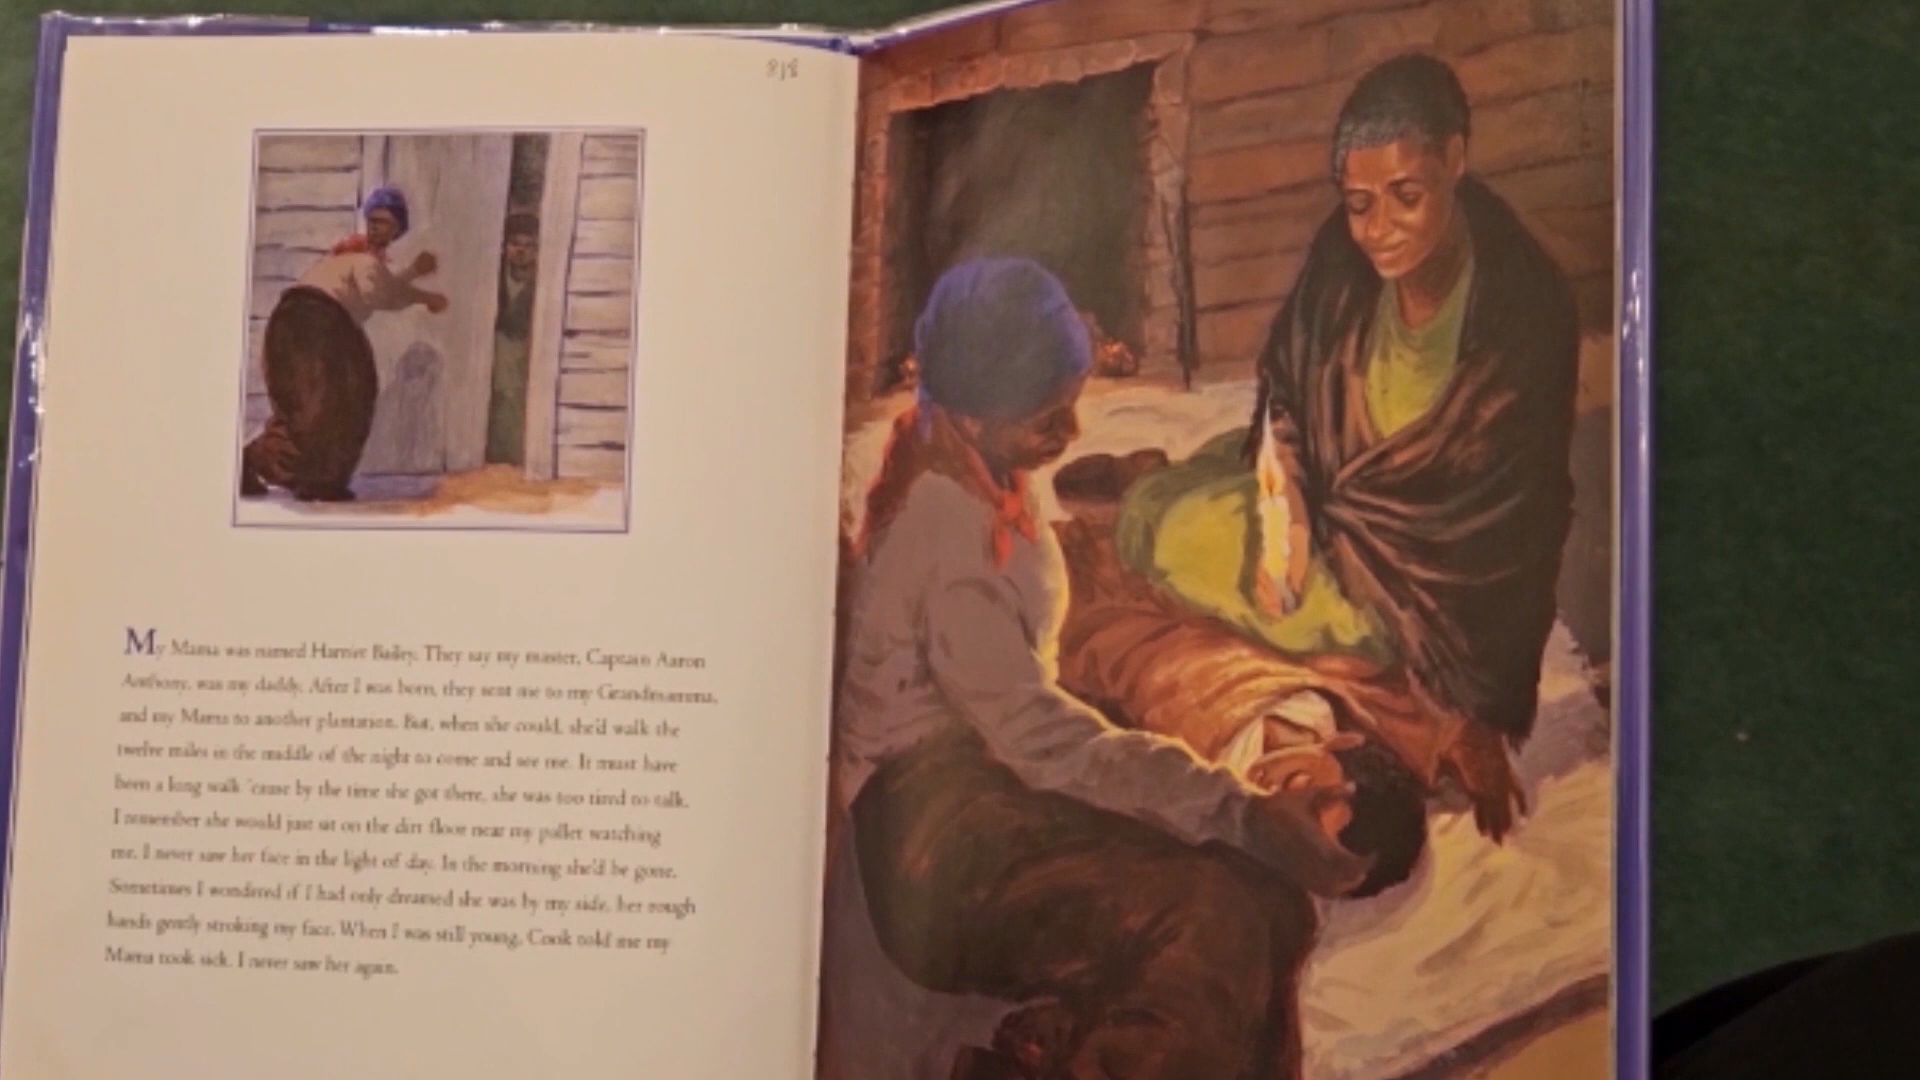 818
My Mama was named Harriet Bailey. They say my master, Captain Aaron
Anthony, was my daddy. After I was born, they sent me to my Grandmamma,
and my Mama to another plantation. But, when she could, she'd walk the
twelve miles in the middle of the night to come and see me. It must have
been a long walk 'cause by the time she got there, she was too tired to talk.
I remember she would just sit on the dirt floor near my pallet watching
me. I never saw her face in the light of day. In the morning she'd be gone.
Sometimes I wondered if I had only dreamed she was by my side, her rough
hands gently stroking my face. When I was still young, Cook told me my
Mama took sick. I never saw her again.